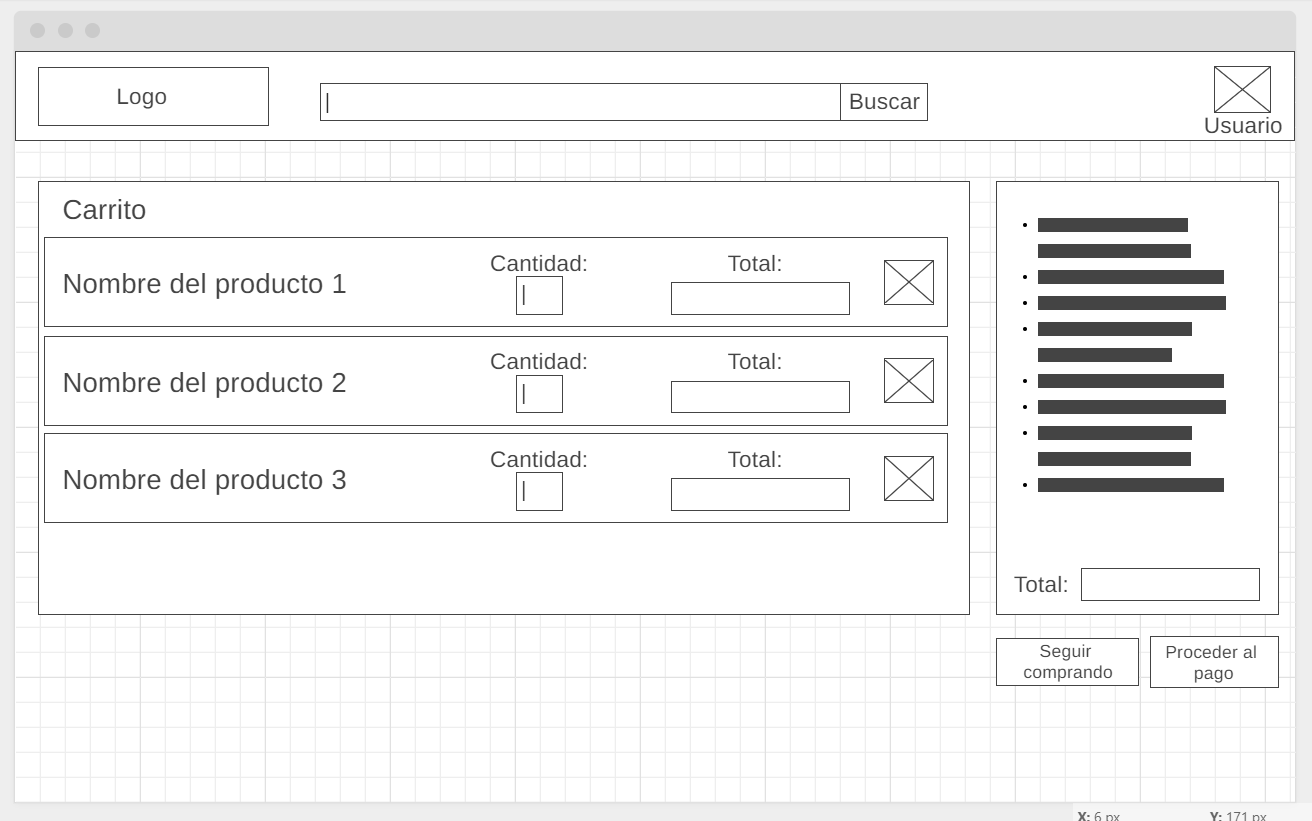 Logo
Buscar
Usuario
Carrito
Nombre del producto 1
Cantidad:
Total:
Nombre del producto 2
Cantidad:
Total:
Nombre del producto 3
Cantidad:
Total:
Total:
Seguir
comprando
Proceder al
pago
X: 6 px
Y: 171 px